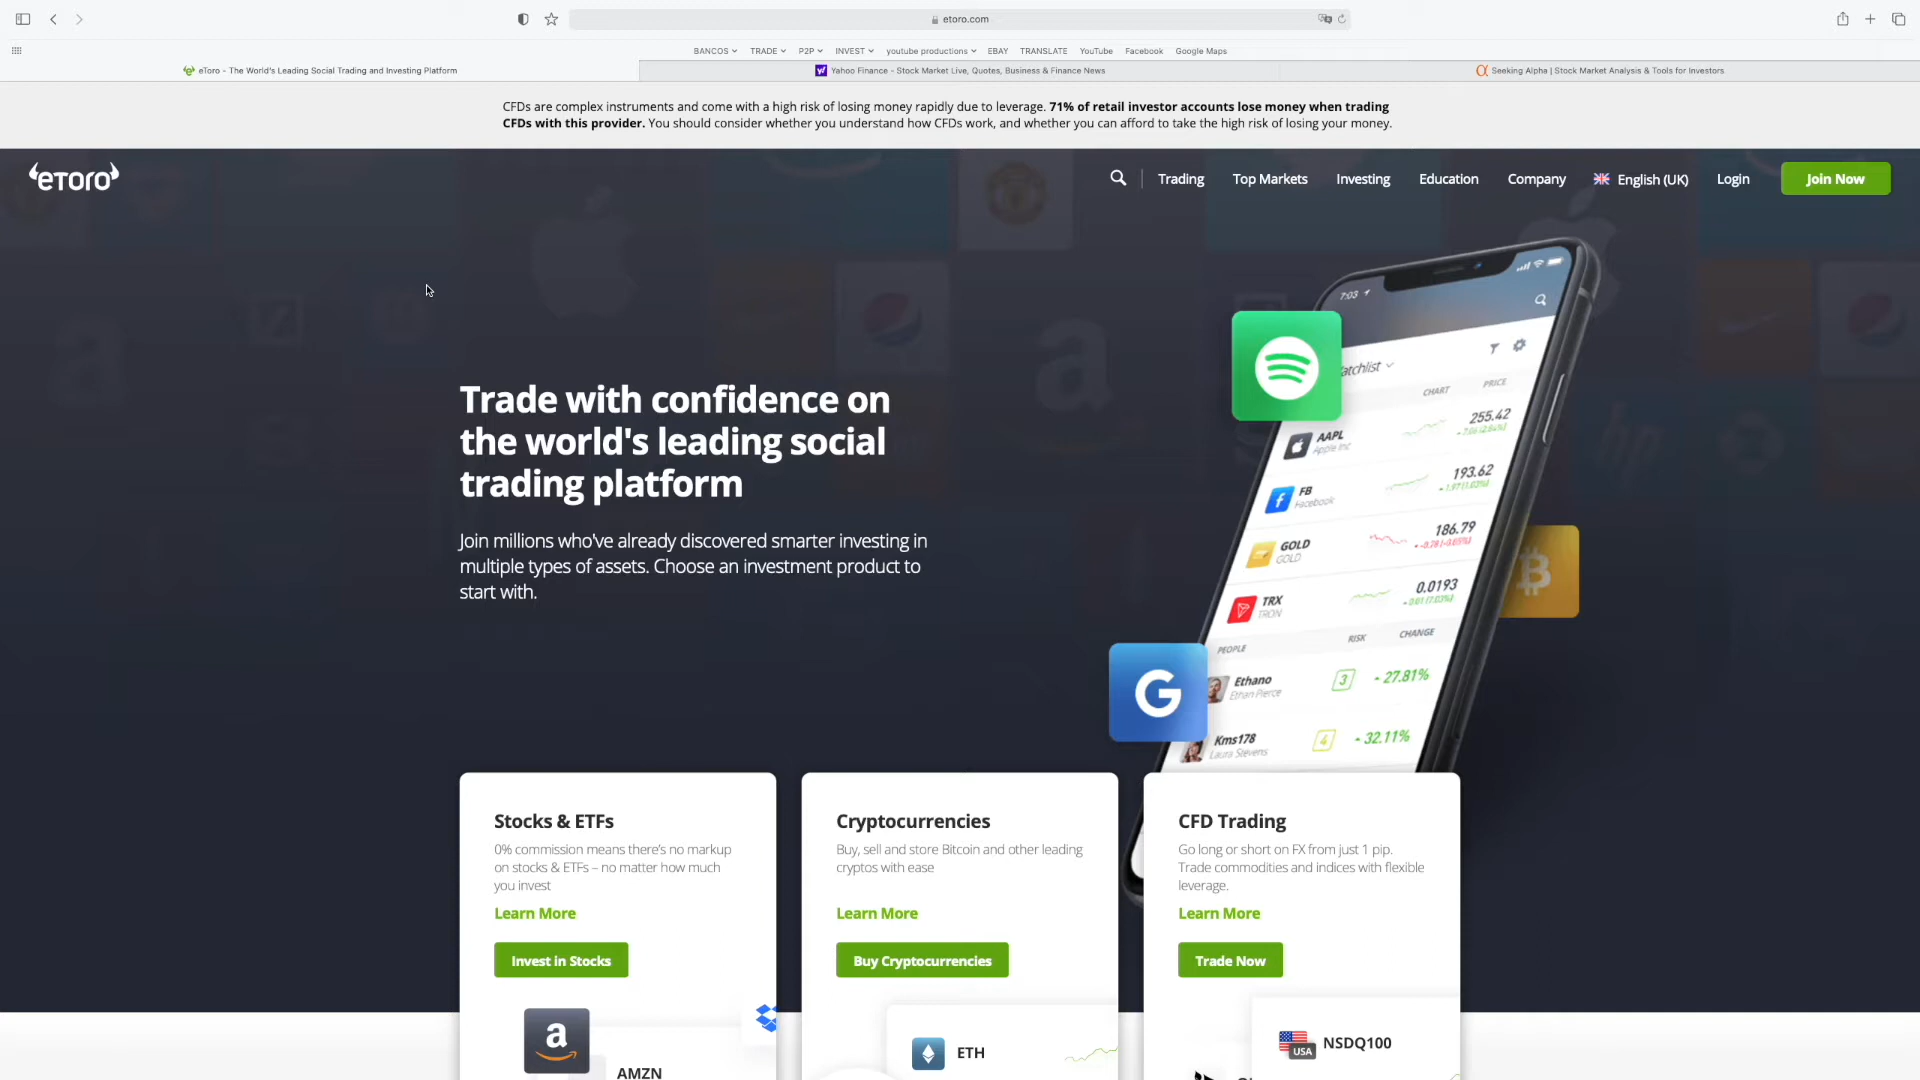 etoro.com
BANCOS
TRADE
P2P
INVEST
youtube productions
EBAY
TRANSLATE
YouTube
Facebook
Google Maps
eToro - The World's Leading Social Trading and Investing Platform
Yahoo Finance - Stock Market Live, Quotes, Business & Finance News
Seeking Alpha | Stock Market Analysis & Tools for Investors
CFDs are complex instruments and come with a high risk of losing money rapidly due to leverage. 71% of retail investor accounts lose money when trading
CFDs with this provider. You should consider whether you understand how CFDs work, and whether you can afford to take the high risk of losing your money.
eToro
Trading
Top Markets
Investing
Education
Company
English (UK)
Login
Join Now
Trade with confidence on
the world's leading social
trading platform
Join millions who've already discovered smarter investing in
multiple types of assets. Choose an investment product to
start with.
7:03
atchlist
CHART
PRICE
AAPL
Apple Inc
255.42
FB
Facebook
193.62
GOLD
GOLD
186.79
TRX
TRON
0.0193
PEOPLE
RISK
CHANGE
Ethano
Ethan Pierce
3
27.81%
Kms178
Laura Stevens
4
32.11%
Stocks & ETFs
0% commission means there's no markup
on stocks & ETFs – no matter how much
you invest
Learn More
Invest in Stocks
AMZN
Cryptocurrencies
Buy, sell and store Bitcoin and other leading
cryptos with ease
Learn More
Buy Cryptocurrencies
ETH
CFD Trading
Go long or short on FX from just 1 pip.
Trade commodities and indices with flexible
leverage.
Learn More
Trade Now
USA
NSDQ100